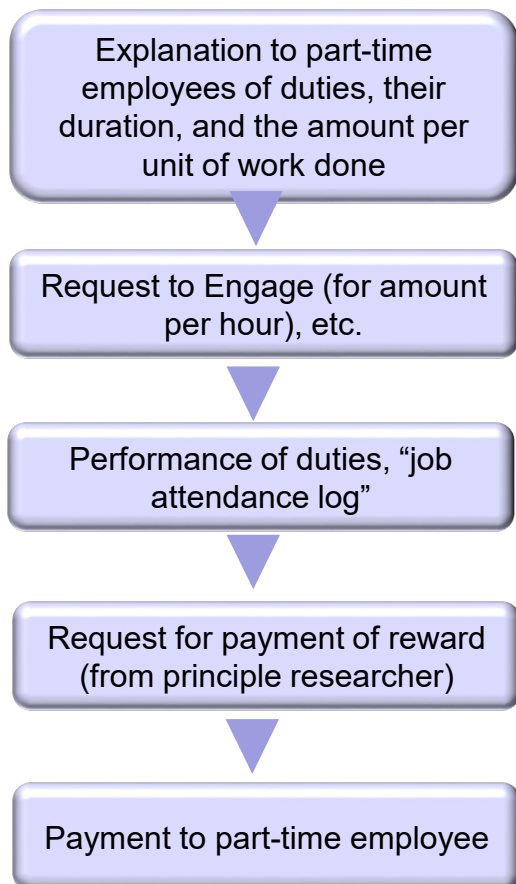 Explanation to part-time
employees of duties, their
duration, and the amount per
unit of work done
Request to Engage (for amount
per hour), etc.
Performance of duties, “job
attendance log”
Request for payment of reward
(from principle researcher)
Payment to part-time employee